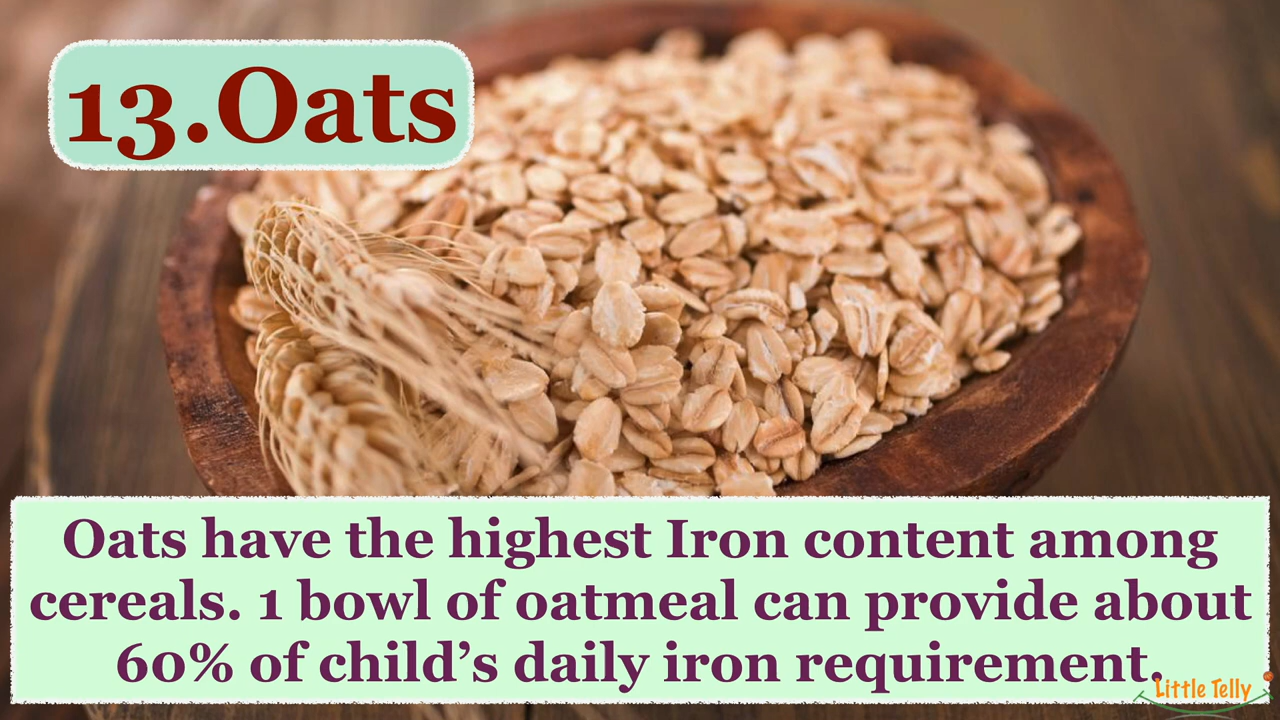 13.Oats
Oats have the highest Iron content among
cereals. 1 bowl of oatmeal can provide about
60% of child’s daily iron requirement.
Little Telly